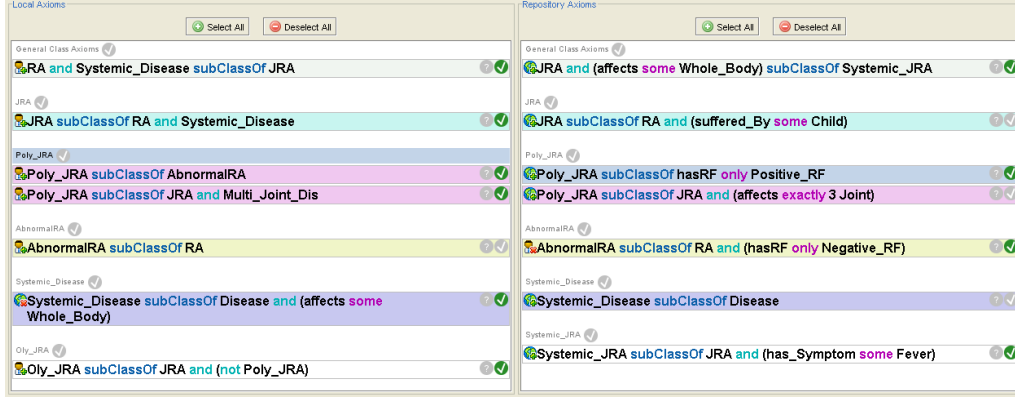 Local Axioms
Select All
Deselect All
General Class Axioms
RA and Systemic_Disease subClassOf JRA
JRA
JRA subClassOf RA and Systemic_Disease
Poly_JRA
Poly_JRA subClassOf AbnormalRA
Poly_JRA subClassOf JRA and Multi_Joint_Dis
AbnormalRA
AbnormalRA subClassOf RA
Systemic_Disease
Systemic_Disease subClassOf Disease and (affects some
Whole_Body)
Oly_JRA
Oly_JRA subClassOf JRA and (not Poly_JRA)
Repository Axioms
Select All
Deselect All
General Class Axioms
JRA and (affects some Whole_Body) subClassOf Systemic_JRA
JRA
JRA subClassOf RA and (suffered_By some Child)
Poly_JRA
Poly_JRA subClassOf hasRF only Positive_RF
Poly_JRA subClassOf JRA and (affects exactly 3 Joint)
AbnormalRA
AbnormalRA subClassOf RA and (hasRF only Negative_RF)
Systemic_Disease
Systemic_Disease subClassOf Disease
Systemic_JRA
Systemic_JRA subClassOf JRA and (has_Symptom some Fever)